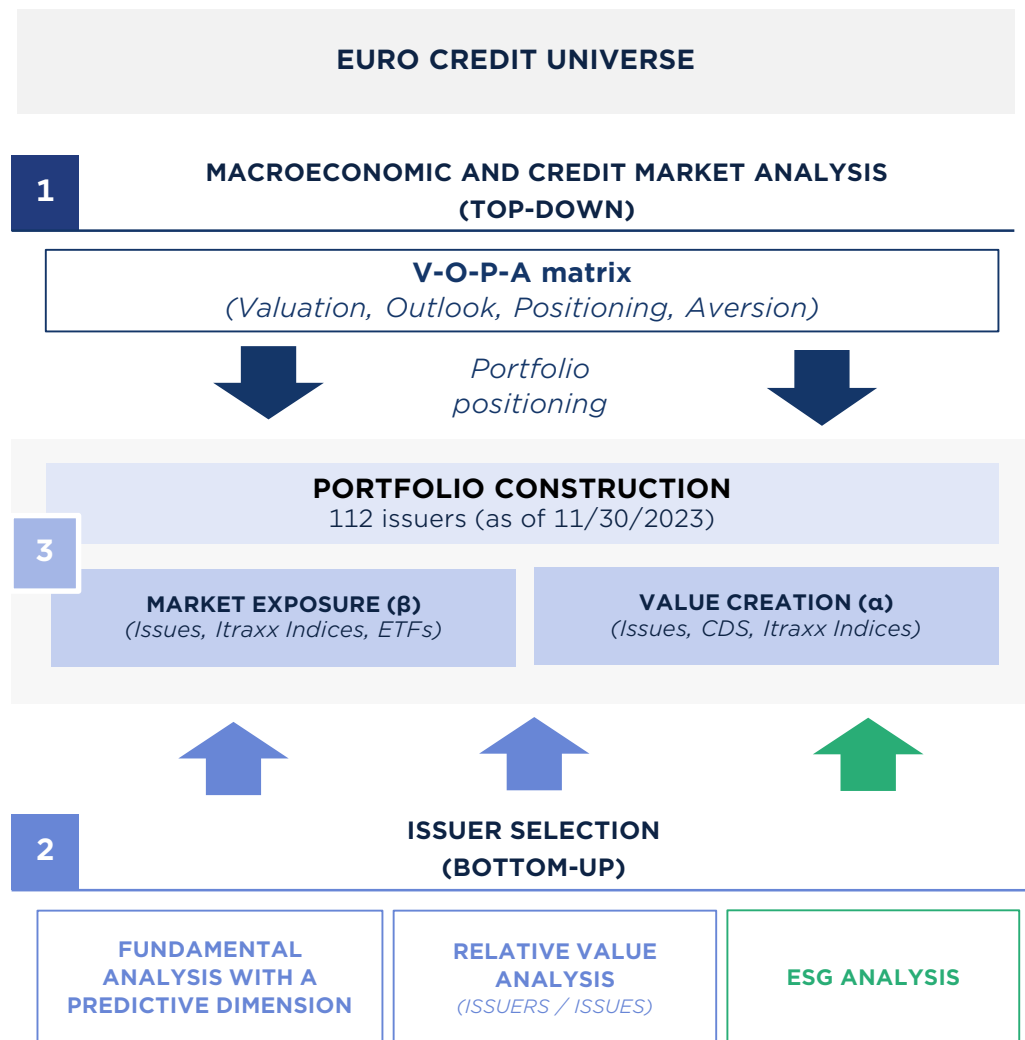 EURO CREDIT UNIVERSE
1
MACROECONOMIC AND CREDIT MARKET ANALYSIS
(TOP-DOWN)
V-O-P-A matrix
(Valuation, Outlook, Positioning, Aversion)
Portfolio
positioning
PORTFOLIO CONSTRUCTION
112 issuers (as of 11/30/2023)
3
MARKET EXPOSURE (β)
(Issues, Itraxx Indices, ETFs)
VALUE CREATION (α)
(Issues, CDS, Itraxx Indices)
2
ISSUER SELECTION
(BOTTOM-UP)
FUNDAMENTAL
ANALYSIS WITH A
PREDICTIVE DIMENSION
RELATIVE VALUE
ANALYSIS
(ISSUERS / ISSUES)
ESG ANALYSIS